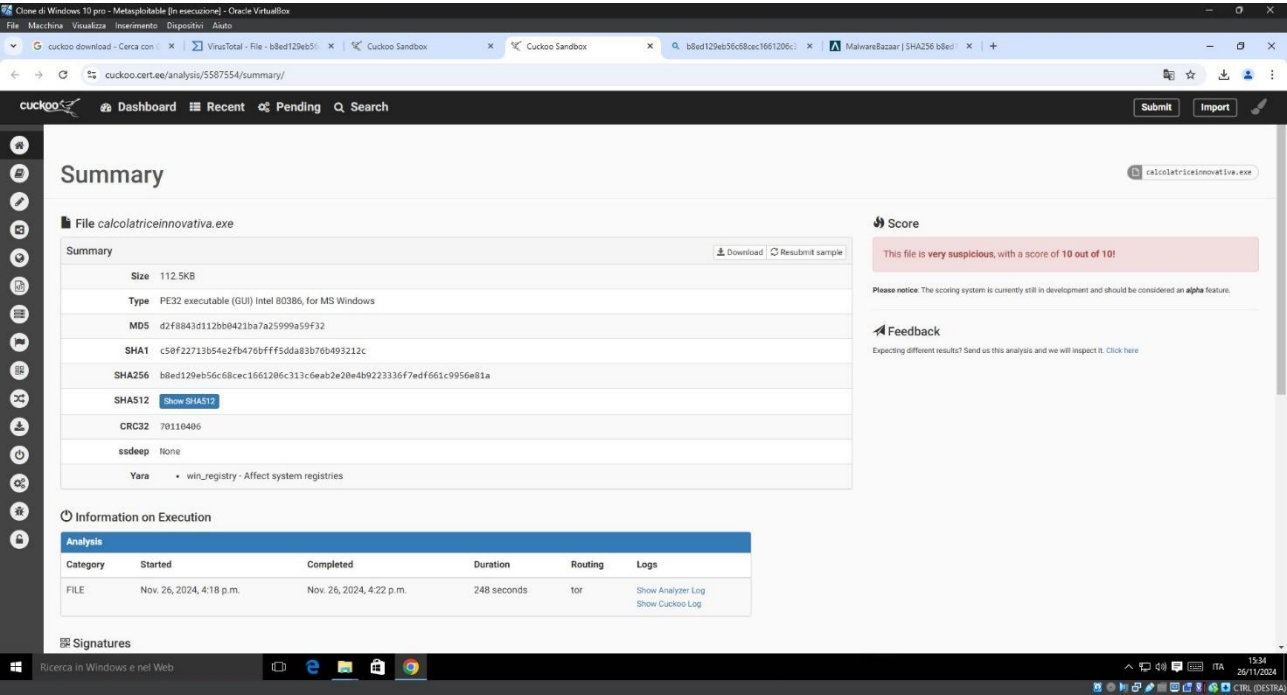 Clone di Windows 10 pro - Metasploitable [In esecuzione] - Oracle VirtualBox
File Macchina Visualizza Inserimento Dispositivi Aiuto
cuckoo download - Cerca con G
VirusTotal - File - b8ed129eb56
Cuckoo Sandbox
Cuckoo Sandbox
b8ed129eb56c68cec1661206c3
MalwareBazaar | SHA256 b8ed1
cuckoo.cert.ee/analysis/5587554/summary/
cuckoo Dashboard Recent Pending Search Submit Import
Summary
calcolatriceinnovativa.exe
File calcolatriceinnovativa.exe
Summary Download Resubmit sample
Size 112.5KB
Type PE32 executable (GUI) Intel 80386, for MS Windows
MD5 d2f8843d112bb0421ba7a25999a59f32
SHA1 c50f22713b54e2fb476bfff5dda83b76b493212c
SHA256 b8ed129eb56c68cec1661206c313c6eab2e20e4b9223336f7edf661c9956e81a
SHA512 Show SHA512
CRC32 70110406
ssdeep None
Yara • win_registry - Affect system registries
Score
This file is very suspicious, with a score of 10 out of 10!
Please notice: The scoring system is currently still in development and should be considered an alpha feature.
Feedback
Expecting different results? Send us this analysis and we will inspect it. Click here
Information on Execution
Analysis
Category Started Completed Duration Routing Logs
FILE Nov. 26, 2024, 4:18 p.m. Nov. 26, 2024, 4:22 p.m. 248 seconds tor Show Analyzer Log
Show Cuckoo Log
Signatures
Ricerca in Windows e nel Web
ITA
15:34
26/11/2024
CTRL (DESTRA)